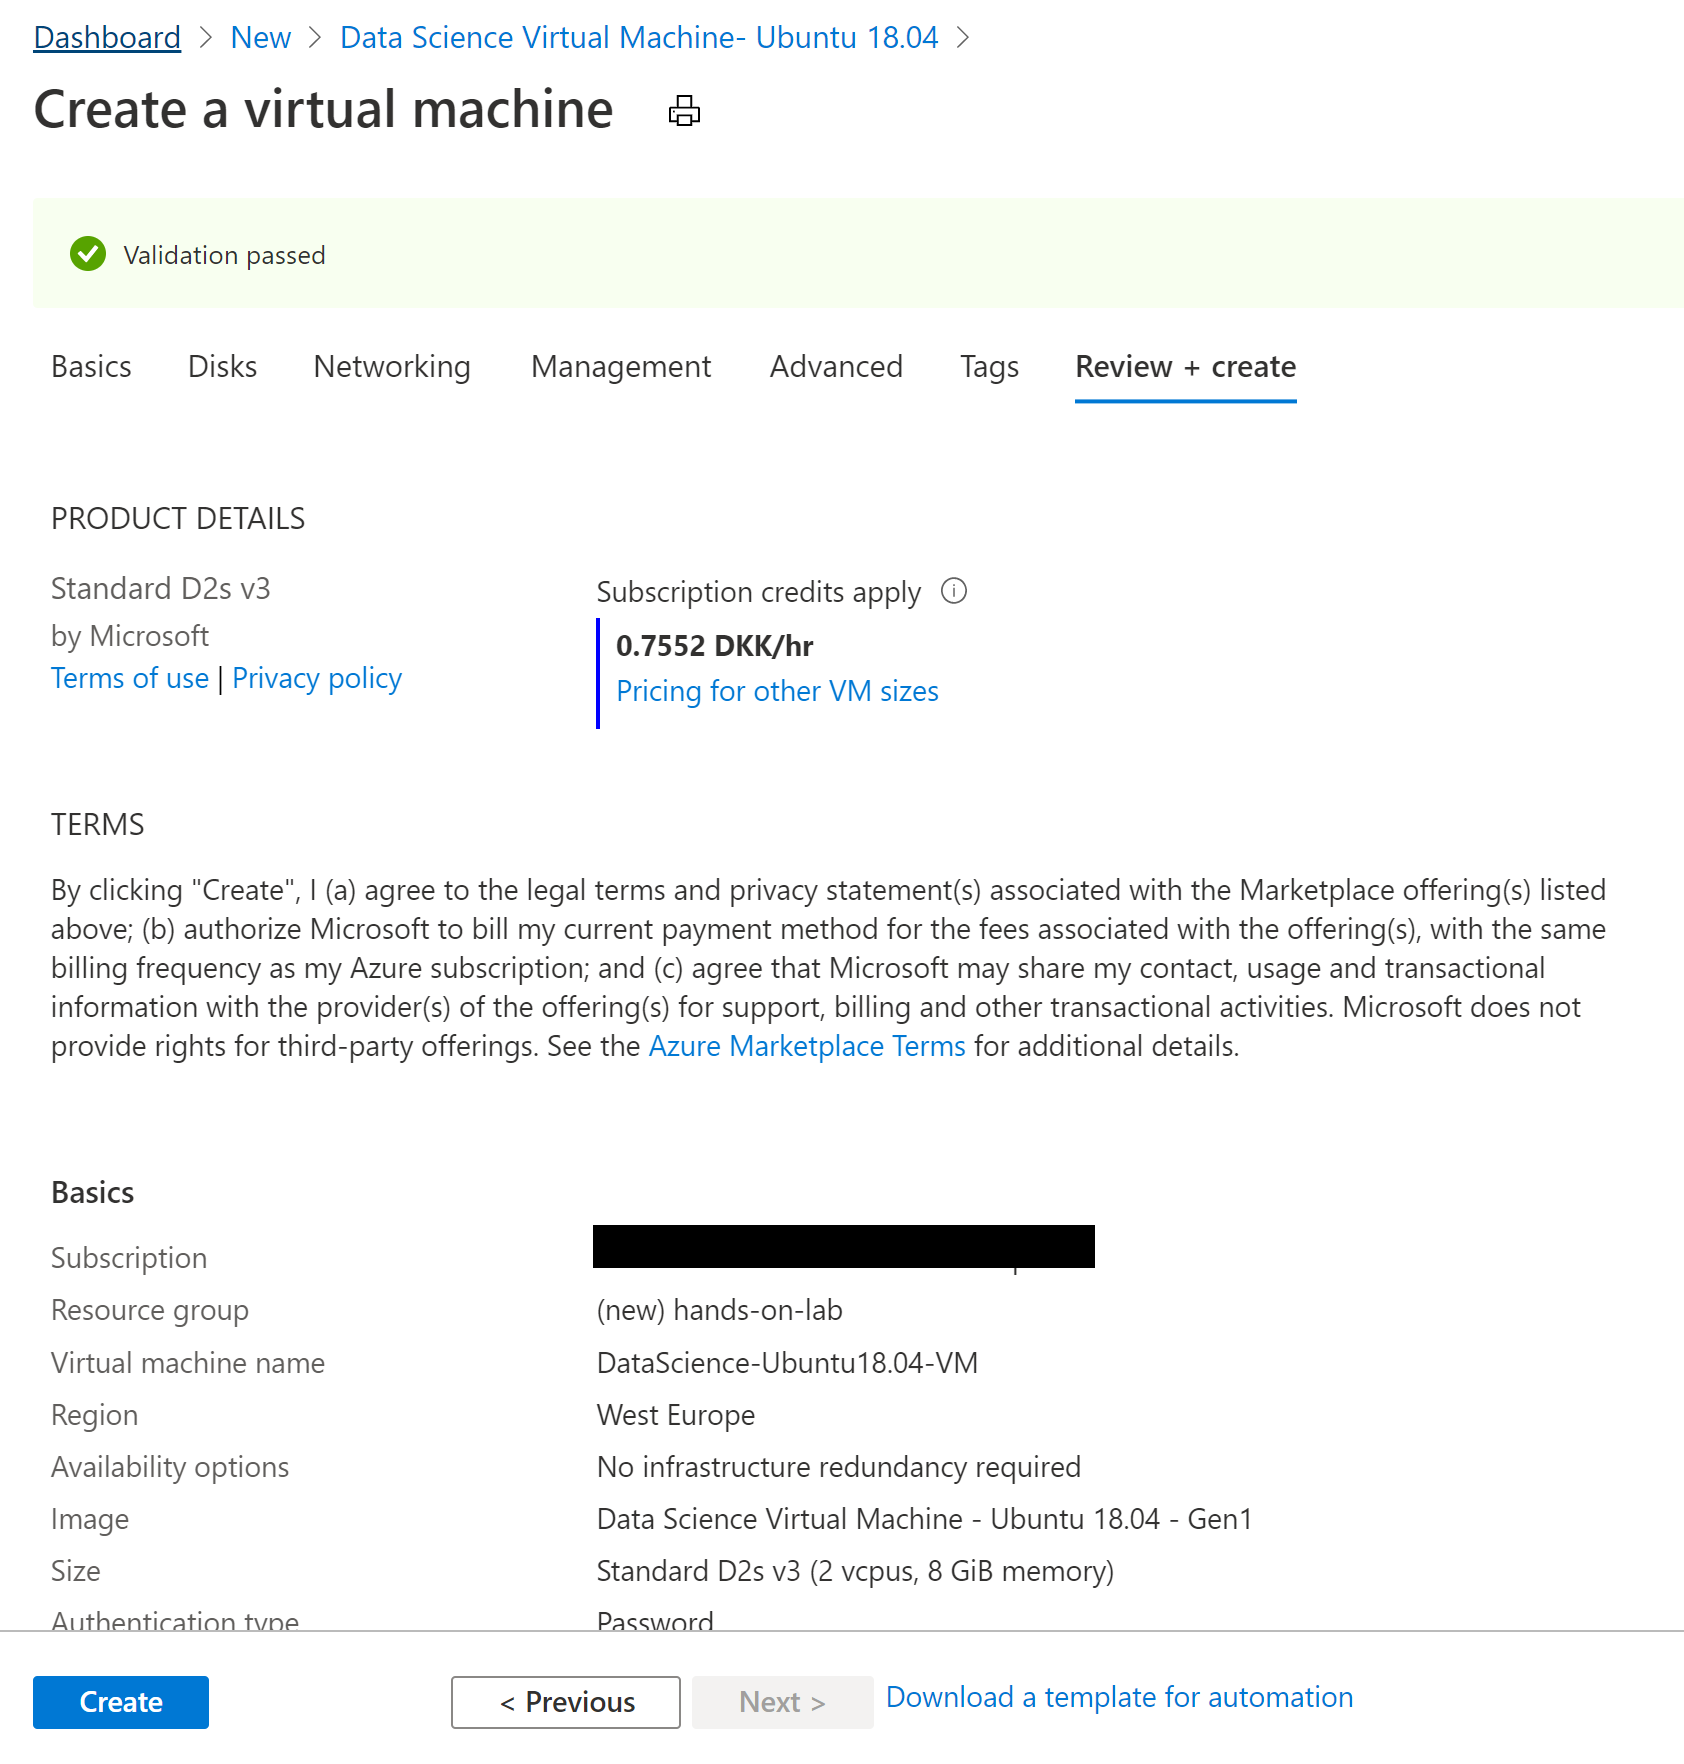 Dashboard > New > Data Science Virtual Machine- Ubuntu 18.04 >
Create a virtual machine
Validation passed
Basics Disks Networking Management Advanced Tags Review + create
PRODUCT DETAILS
Standard D2s v3
by Microsoft
Terms of use | Privacy policy
Subscription credits apply
0.7552 DKK/hr
Pricing for other VM sizes
TERMS
By clicking "Create", I (a) agree to the legal terms and privacy statement(s) associated with the Marketplace offering(s) listed
above; (b) authorize Microsoft to bill my current payment method for the fees associated with the offering(s), with the same
billing frequency as my Azure subscription; and (c) agree that Microsoft may share my contact, usage and transactional
information with the provider(s) of the offering(s) for support, billing and other transactional activities. Microsoft does not
provide rights for third-party offerings. See the Azure Marketplace Terms for additional details.
Basics
Subscription
Resource group (new) hands-on-lab
Virtual machine name DataScience-Ubuntu18.04-VM
Region West Europe
Availability options No infrastructure redundancy required
Image Data Science Virtual Machine - Ubuntu 18.04 - Gen1
Size Standard D2s v3 (2 vcpus, 8 GiB memory)
Authentication type Password
Create < Previous Next > Download a template for automation